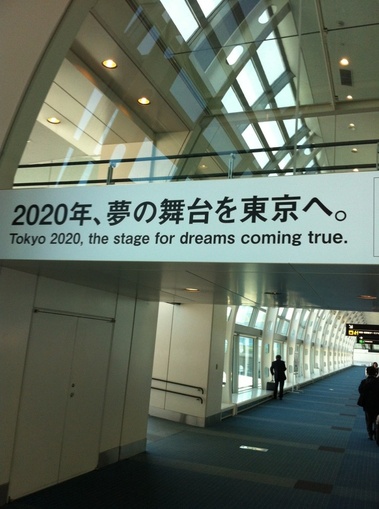 2020年、夢の舞台を東京へ。
Tokyo 2020, the stage for dreams coming true.